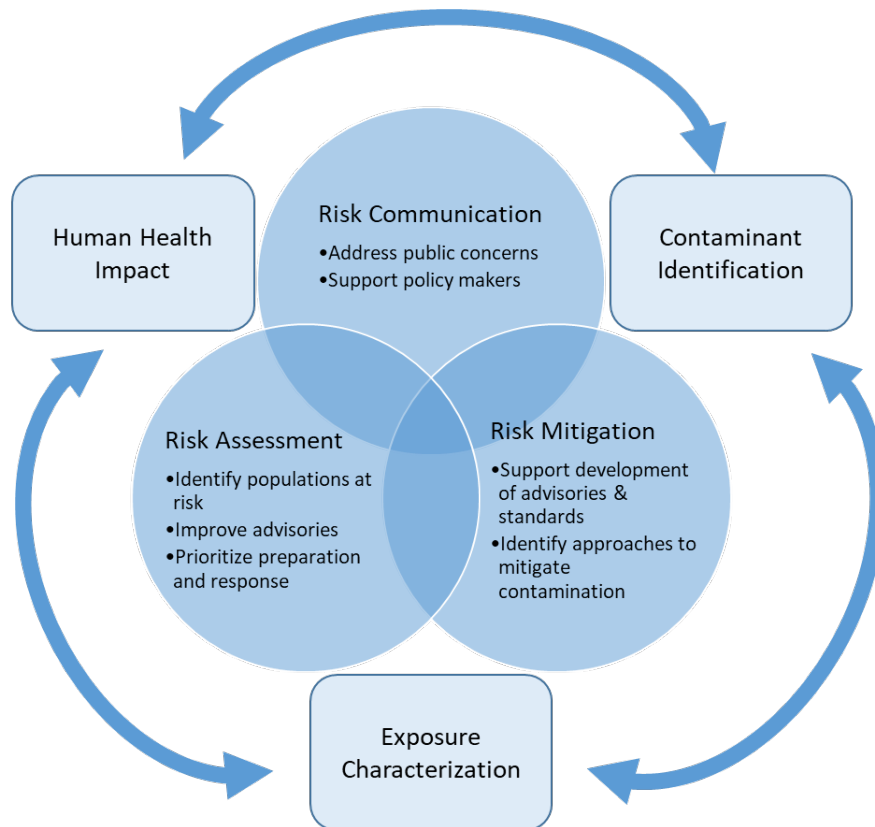 Risk Communication
•Address public concerns
•Support policy makers
Human Health
Impact
Contaminant
Identification
Risk Assessment
•Identify populations at
risk
•Improve advisories
•Prioritize preparation
and response
Risk Mitigation
•Support development
of advisories &
standards
•Identify approaches to
mitigate
contamination
Exposure
Characterization